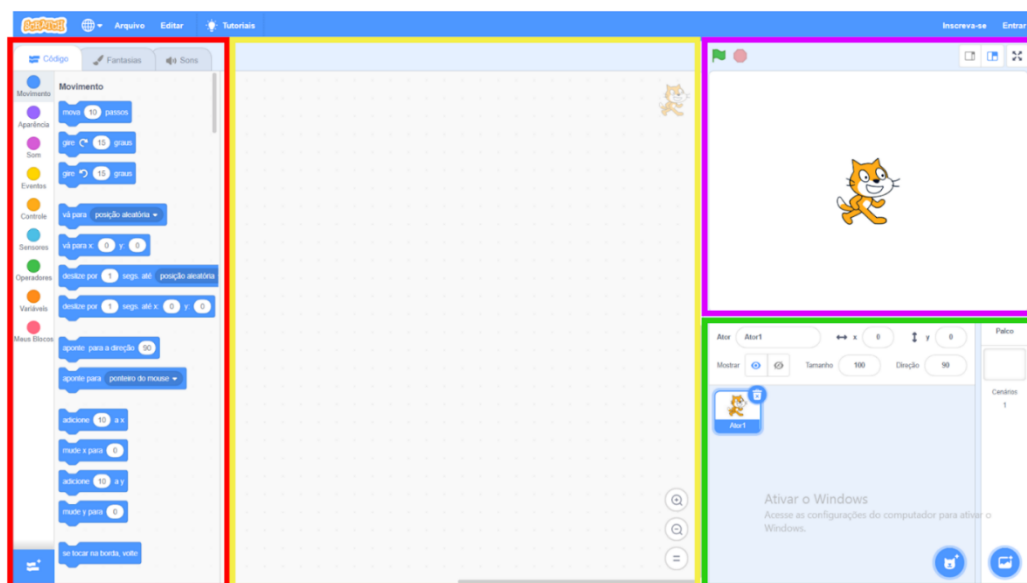 SCRATCH
Arquivo Editar Tutoriais Inscreva-se Entrar
Código Fantasias Sons
Movimento
Aparência
Som
Eventos
Controle
Sensores
Operadores
Variáveis
Meus Blocos
Movimento
mova 10 passos
gire 15 graus
gire 15 graus
vá para posição aleatória
vá para x: 0 y: 0
deslize por 1 segs. até posição aleatória
deslize por 1 segs. até x: 0 y: 0
aponte para a direção 90
aponte para ponteiro do mouse
adicione 10 a x
mude x para 0
adicione 10 a y
mude y para 0
se tocar na borda, volte
Ator Ator1 x 0 y 0
Mostrar Tamanho 100 Direção 90
Ator1
Palco
Cenários
1
Ativar o Windows
Acesse as configurações do computador para ativar o
Windows.